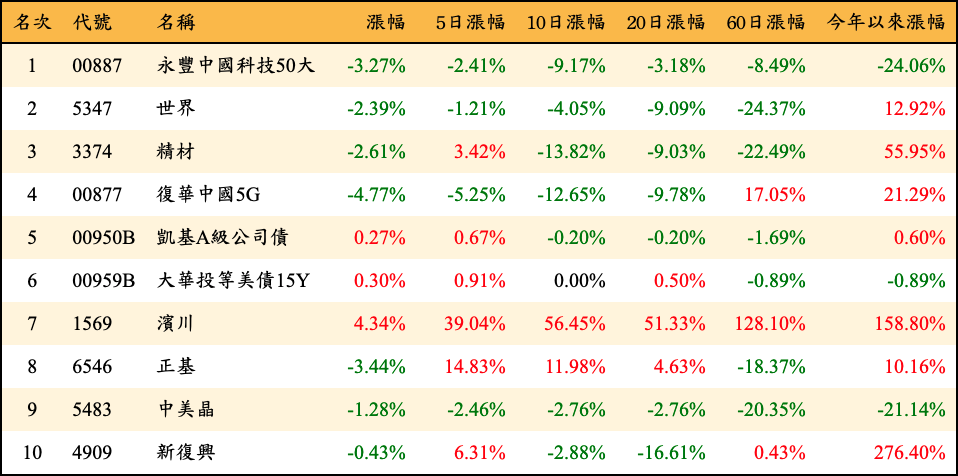 名次 代號 名稱 漲幅 5日漲幅 10日漲幅 20日漲幅 60日漲幅 今年以來漲幅
1 00887 永豐中國科技50大 -3.27% -2.41% -9.17% -3.18% -8.49% -24.06%
2 5347 世界 -2.39% -1.21% -4.05% -9.09% -24.37% 12.92%
3 3374 精材 -2.61% 3.42% -13.82% -9.03% -22.49% 55.95%
4 00877 復華中國5G -4.77% -5.25% -12.65% -9.78% 17.05% 21.29%
5 00950B 凱基A級公司債 0.27% 0.67% -0.20% -0.20% -1.69% 0.60%
6 00959B 大華投等美債15Y 0.30% 0.91% 0.00% 0.50% -0.89% -0.89%
7 1569 濱川 4.34% 39.04% 56.45% 51.33% 128.10% 158.80%
8 6546 正基 -3.44% 14.83% 11.98% 4.63% -18.37% 10.16%
9 5483 中美晶 -1.28% -2.46% -2.76% -2.76% -20.35% -21.14%
10 4909 新復興 -0.43% 6.31% -2.88% -16.61% 0.43% 276.40%